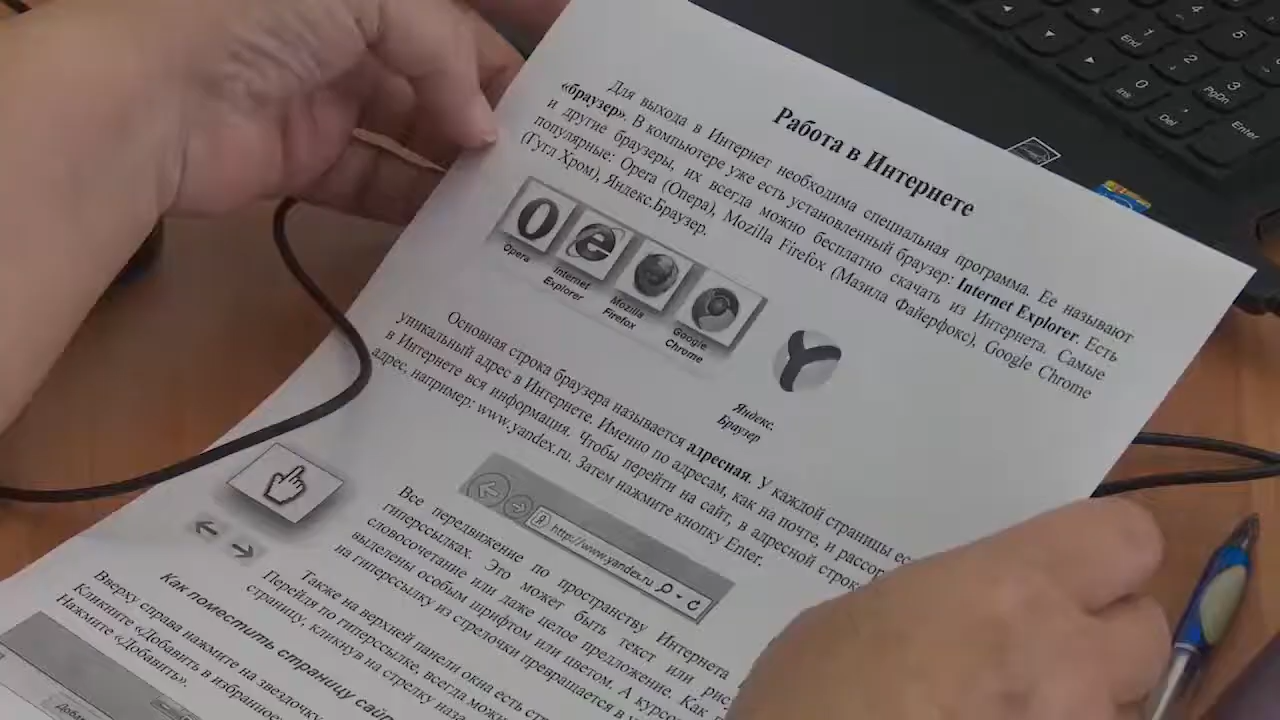 Работа в Интернете
Для выхода в Интернет необходима специальная программа. Ее называют
«браузер». В компьютере уже есть установленный браузер: Internet Explorer. Есть
и другие браузеры, их всегда можно бесплатно скачать из Интернета. Самые
популярные: Opera (Опера), Mozilla Firefox (Мазила Файерфокс), Google Chrome
(Гугл Хром), Яндекс.Браузер.
Opera
Internet
Explorer
Mozilla
Firefox
Google
Chrome
Яндекс.
Браузер
Основная строка браузера называется адресная. У каждой страницы ес
уникальный адрес в Интернете. Именно по адресам, как на почте, и рассор
в Интернете вся информация. Чтобы перейти на сайт, в адресной строк
адрес, например: www.yandex.ru. Затем нажмите кнопку Enter.
http://www.yandex.ru
Все передвижение по пространству Интернета
гиперссылках. Это может быть текст или рис
словосочетание или даже целое предложение. Как
выделены особым шрифтом или цветом. А курсо
на гиперссылку из стрелочки превращается в
Также на верхней панели окна есть стр
Перейдя по гиперссылке, всегда можн
страницу, кликнув на стрелку наза
Как поместить страницу сайт
Вверху справа нажмите на звездочку
Кликните «Добавить в избранное»
Нажмите «Добавить».
End
1
2
3
PgDn
4
5
0
Ins
Del
Enter